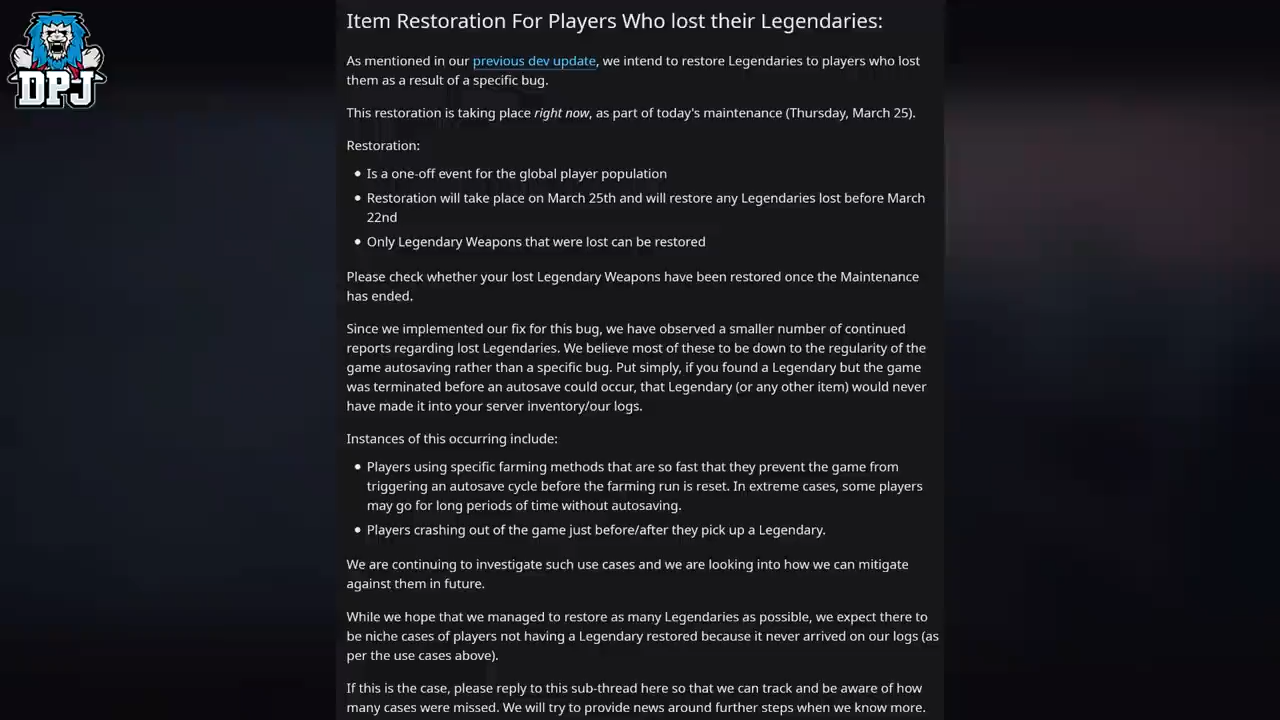 DPJ
Item Restoration For Players Who lost their Legendaries:
As mentioned in our previous dev update, we intend to restore Legendaries to players who lost
them as a result of a specific bug.
This restoration is taking place right now, as part of today's maintenance (Thursday, March 25).
Restoration:
• Is a one-off event for the global player population
• Restoration will take place on March 25th and will restore any Legendaries lost before March
22nd
• Only Legendary Weapons that were lost can be restored
Please check whether your lost Legendary Weapons have been restored once the Maintenance
has ended.
Since we implemented our fix for this bug, we have observed a smaller number of continued
reports regarding lost Legendaries. We believe most of these to be down to the regularity of the
game autosaving rather than a specific bug. Put simply, if you found a Legendary but the game
was terminated before an autosave could occur, that Legendary (or any other item) would never
have made it into your server inventory/our logs.
Instances of this occurring include:
• Players using specific farming methods that are so fast that they prevent the game from
triggering an autosave cycle before the farming run is reset. In extreme cases, some players
may go for long periods of time without autosaving.
• Players crashing out of the game just before/after they pick up a Legendary.
We are continuing to investigate such use cases and we are looking into how we can mitigate
against them in future.
While we hope that we managed to restore as many Legendaries as possible, we expect there to
be niche cases of players not having a Legendary restored because it never arrived on our logs (as
per the use cases above).
If this is the case, please reply to this sub-thread here so that we can track and be aware of how
many cases were missed. We will try to provide news around further steps when we know more.